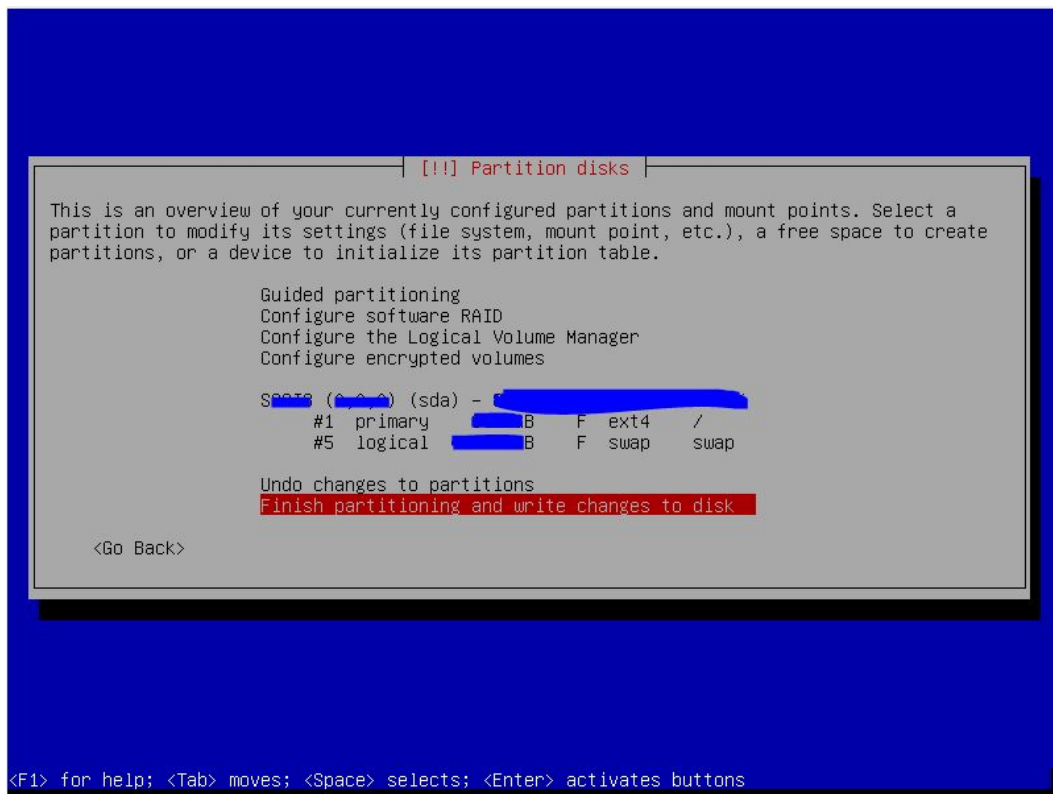 [!!] Partition disks
This is an overview of your currently configured partitions and mount points. Select a
partition to modify its settings (file system, mount point, etc.), a free space to create
partitions, or a device to initialize its partition table.
Guided partitioning
Configure software RAID
Configure the Logical Volume Manager
Configure encrypted volumes
(sda) -
#1 primary B F ext4 /
#5 logical B F swap swap
Undo changes to partitions
Finish partitioning and write changes to disk
<Go Back>
<F1> for help; <Tab> moves; <Space> selects; <Enter> activates buttons